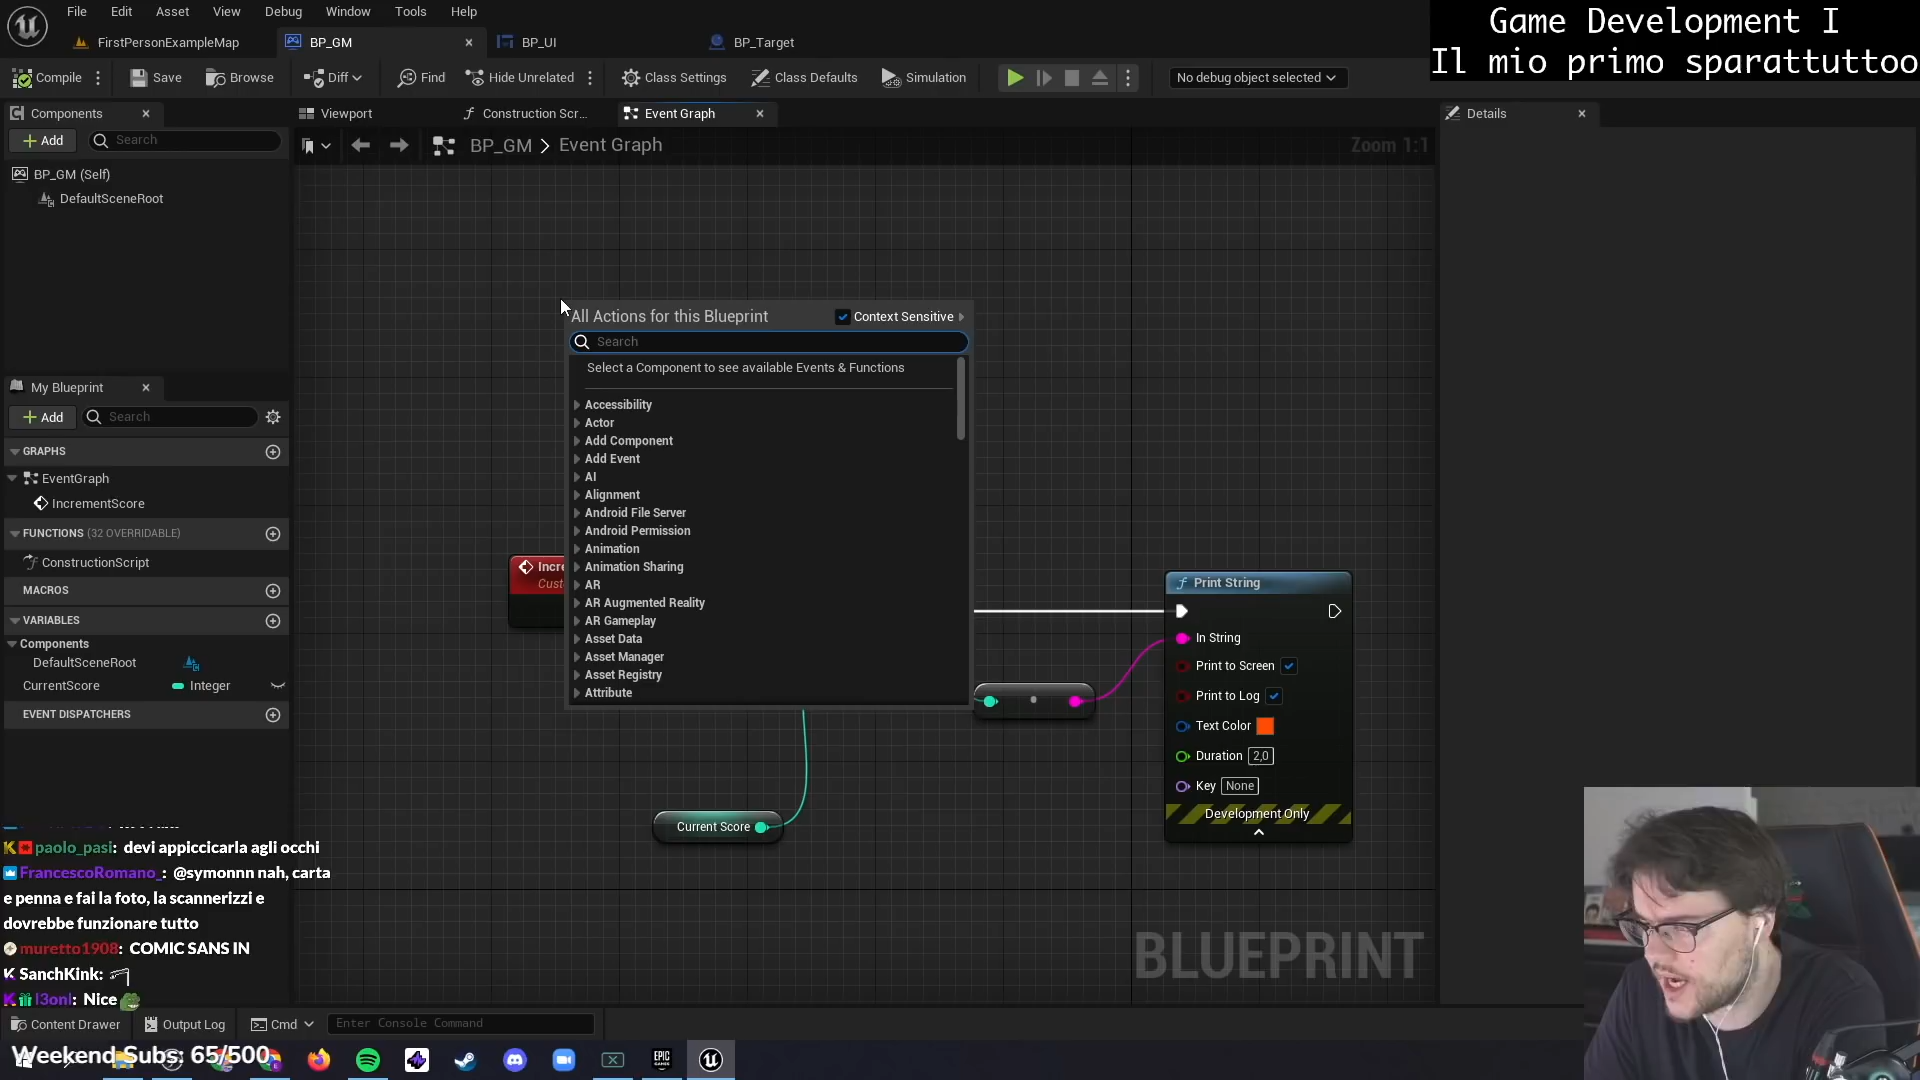 File Edit Asset View Debug Window Tools Help
Game Development I
Il mio primo sparattuttoo
FirstPersonExampleMap BP_GM BP_UI BP_Target
Compile Save Browse Diff Find Hide Unrelated Class Settings Class Defaults Simulation No debug object selected
Components Viewport Construction Scr... Event Graph Details
Add Search
BP_GM > Event Graph Zoom 1:1
BP_GM (Self)
DefaultSceneRoot
My Blueprint
Add Search
GRAPHS
EventGraph
IncrementScore
FUNCTIONS (32 OVERRIDABLE)
ConstructionScript
MACROS
VARIABLES
Components
DefaultSceneRoot
CurrentScore Integer
EVENT DISPATCHERS
All Actions for this Blueprint Context Sensitive
Search
Select a Component to see available Events & Functions
Accessibility
Actor
Add Component
Add Event
AI
Alignment
Android File Server
Android Permission
Animation
Animation Sharing
AR
AR Augmented Reality
AR Gameplay
Asset Data
Asset Manager
Asset Registry
Attribute
Incre
Custo
Current Score
Print String
In String
Print to Screen
Print to Log
Text Color
Duration 2,0
Key None
Development Only
BLUEPRINT
paolo_pasi: devi appiccicarla agli occhi
FrancescoRomano_: @symonnn nah, carta
e penna e fai la foto, la scannerizzi e
dovrebbe funzionare tutto
muretto1908: COMIC SANS IN
SanchKink:
l3onl: Nice
Content Drawer Output Log Cmd Enter Console Command
Weekend Subs: 65/500
EPIC
GAMES